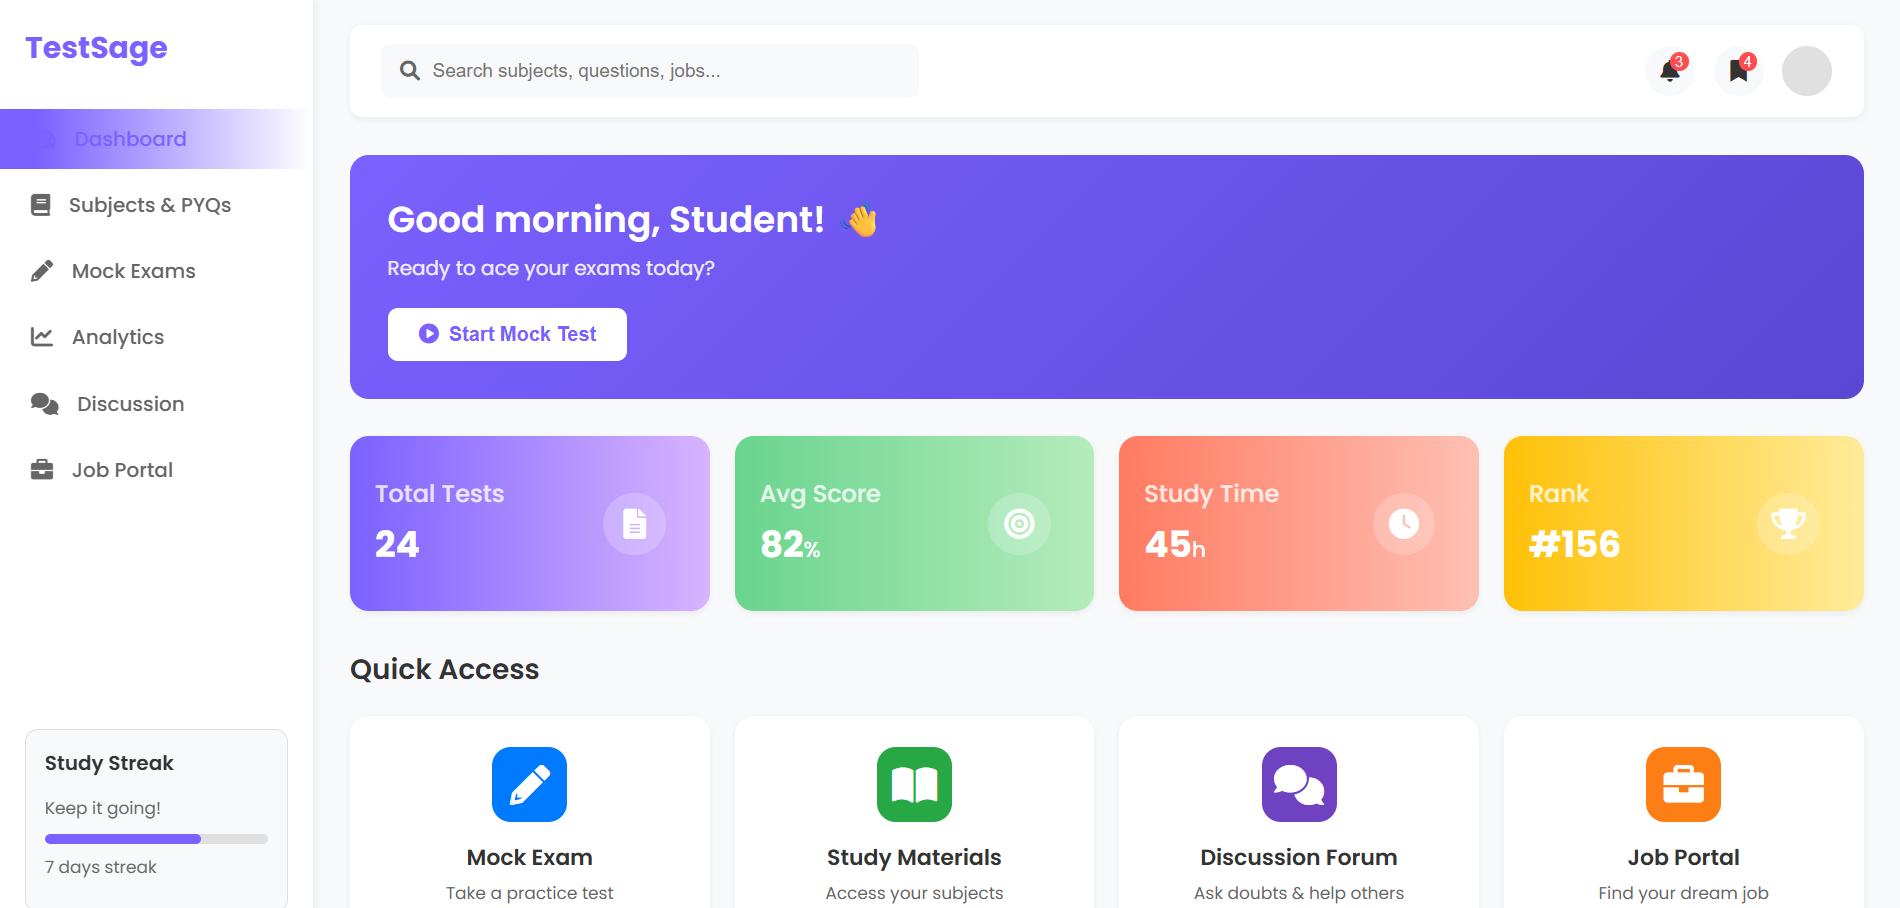 TestSage
Dashboard
Subjects & PYQs
Mock Exams
Analytics
Discussion
Job Portal
Study Streak
Keep it going!
7 days streak
Search subjects, questions, jobs...
3
4
Good morning, Student! 👋
Ready to ace your exams today?
Start Mock Test
Total Tests
24
Avg Score
82%
Study Time
45h
Rank
#156
Quick Access
Mock Exam
Take a practice test
Study Materials
Access your subjects
Discussion Forum
Ask doubts & help others
Job Portal
Find your dream job